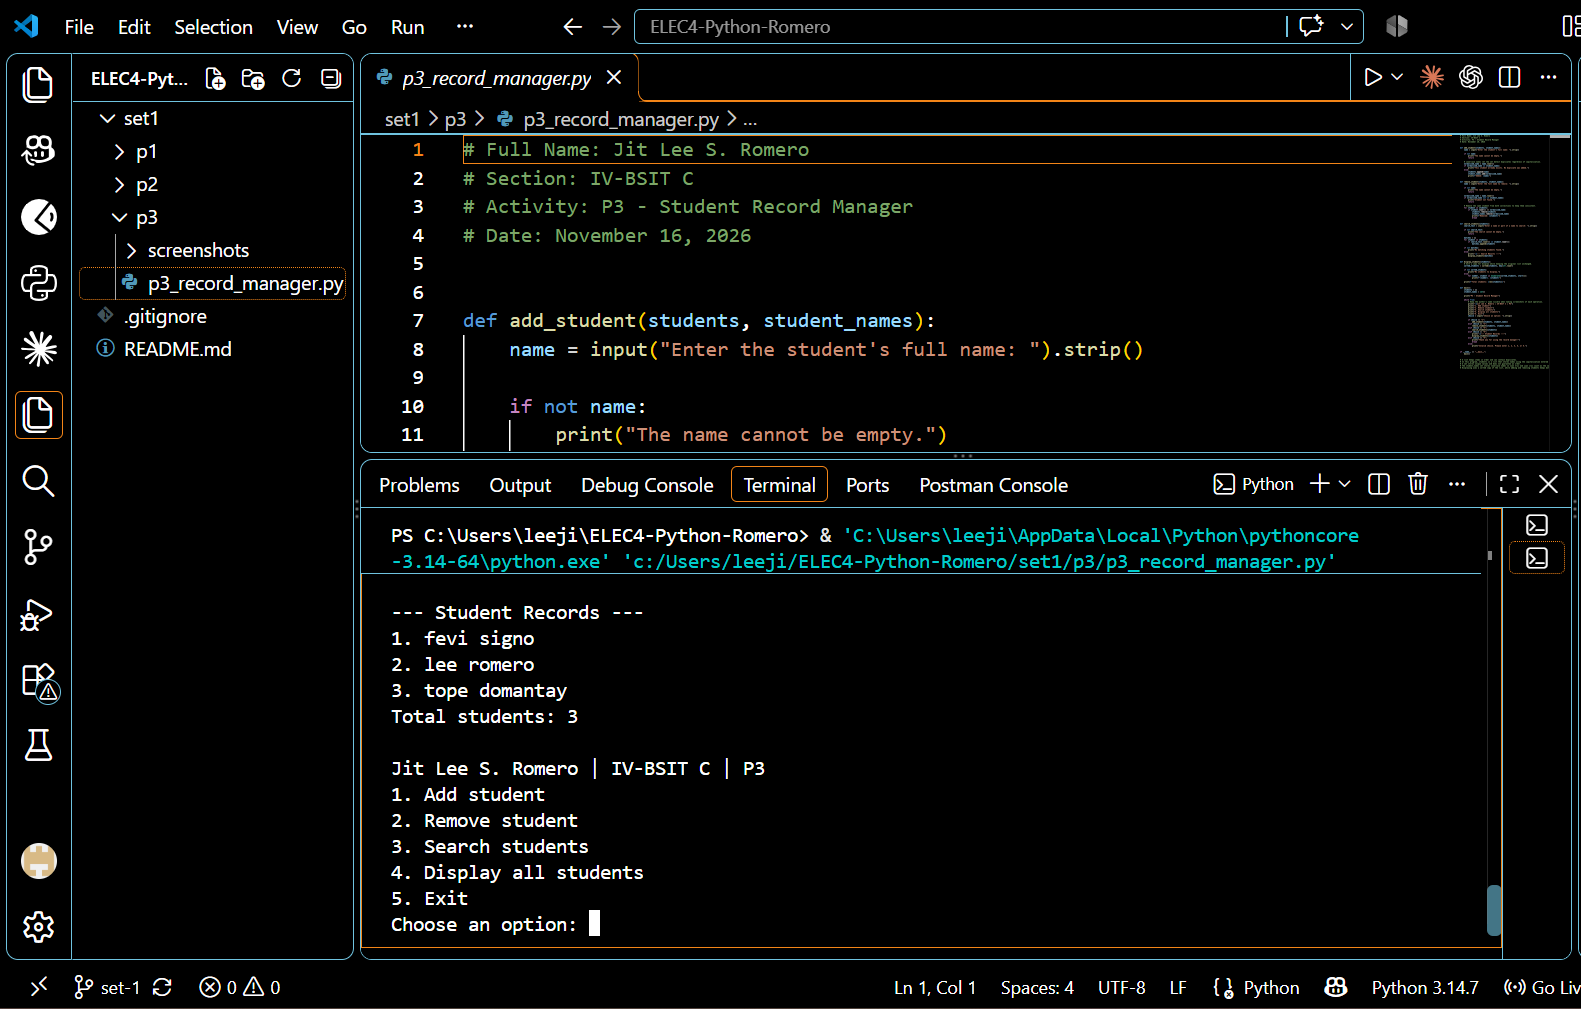 File Edit Selection View Go Run ...
ELEC4-Python-Romero
ELEC4-Pyt...
set1
p1
p2
p3
screenshots
p3_record_manager.py
.gitignore
README.md
p3_record_manager.py
set1 > p3 > p3_record_manager.py > ...
1 # Full Name: Jit Lee S. Romero
2 # Section: IV-BSIT C
3 # Activity: P3 - Student Record Manager
4 # Date: November 16, 2026
5
6
7 def add_student(students, student_names):
8 name = input("Enter the student's full name: ").strip()
9
10 if not name:
11 print("The name cannot be empty.")
Problems Output Debug Console Terminal Ports Postman Console
Python
PS C:\Users\leeji\ELEC4-Python-Romero> & 'C:\Users\leeji\AppData\Local\Python\pythoncore
-3.14-64\python.exe' 'c:/Users/leeji/ELEC4-Python-Romero/set1/p3/p3_record_manager.py'
--- Student Records ---
1. fevi signo
2. lee romero
3. tope domantay
Total students: 3
Jit Lee S. Romero | IV-BSIT C | P3
1. Add student
2. Remove student
3. Search students
4. Display all students
5. Exit
Choose an option:
set-1 0 0 Ln 1, Col 1 Spaces: 4 UTF-8 LF Python Python 3.14.7 Go Liv